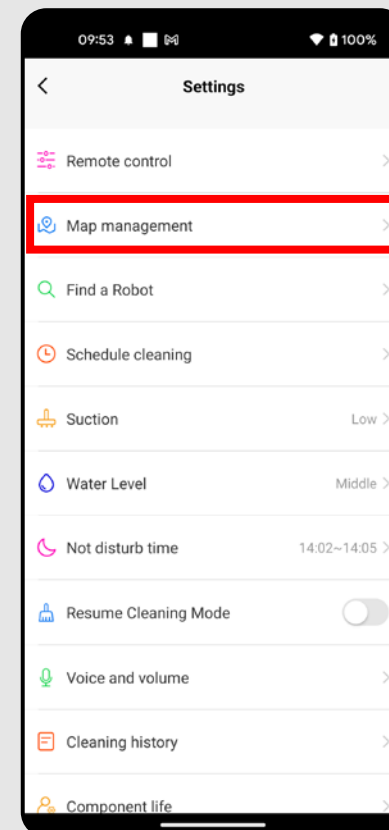 09:53 100%
Settings
Remote control
Map management
Find a Robot
Schedule cleaning
Suction Low
Water Level Middle
Not disturb time 14:02~14:05
Resume Cleaning Mode
Voice and volume
Cleaning history
Component life